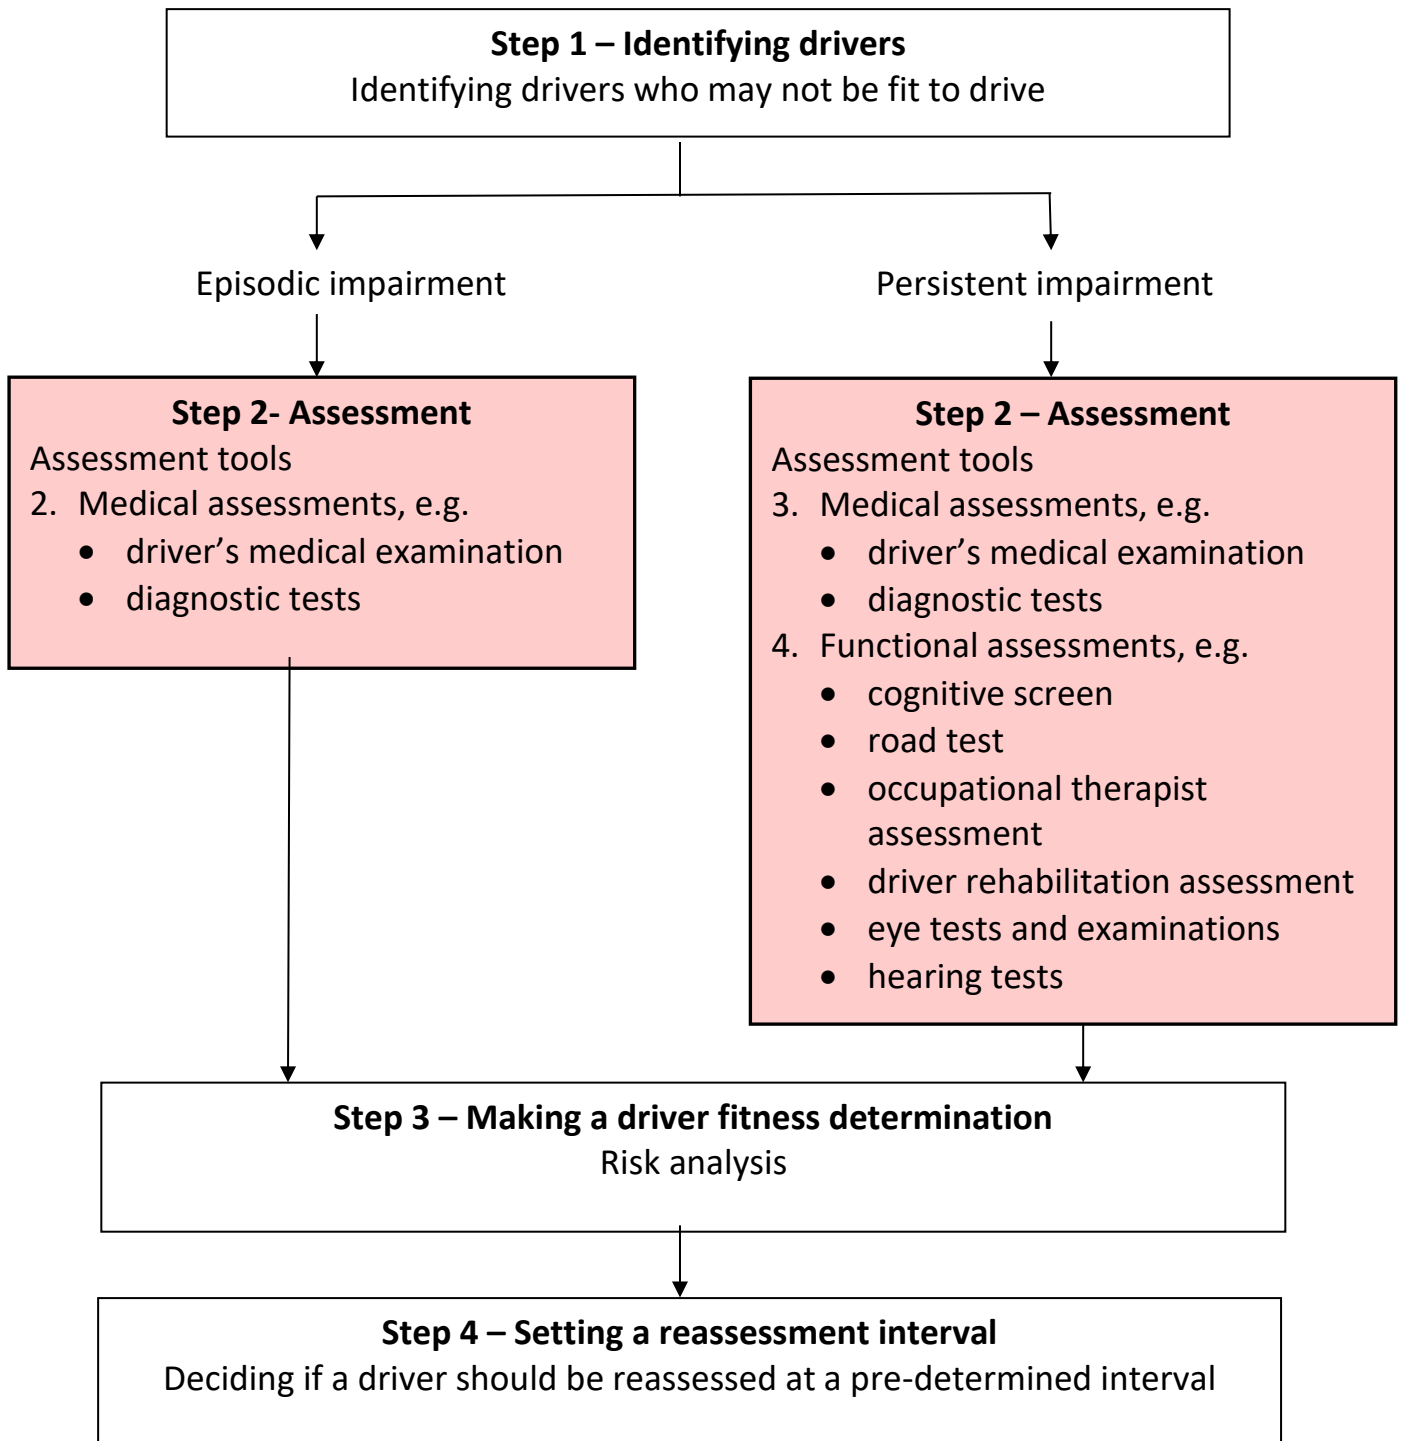 Step 1 – Identifying drivers
Identifying drivers who may not be fit to drive
Episodic impairment
Persistent impairment
Step 2- Assessment
Assessment tools
2. Medical assessments, e.g.
• driver’s medical examination
• diagnostic tests
Step 2 – Assessment
Assessment tools
3. Medical assessments, e.g.
• driver’s medical examination
• diagnostic tests
4. Functional assessments, e.g.
• cognitive screen
• road test
• occupational therapist
assessment
• driver rehabilitation assessment
• eye tests and examinations
• hearing tests
Step 3 – Making a driver fitness determination
Risk analysis
Step 4 – Setting a reassessment interval
Deciding if a driver should be reassessed at a pre-determined interval